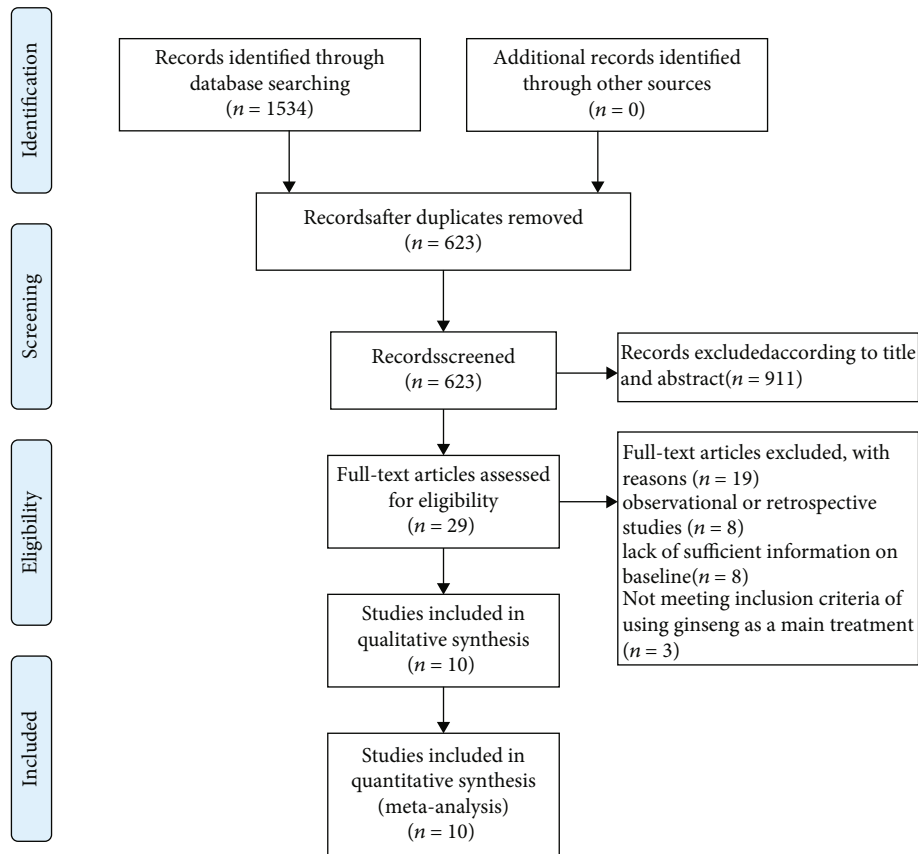 Identification
Records identified through
database searching
(n = 1534)
Additional records identified
through other sources
(n = 0)
Recordsafter duplicates removed
(n = 623)
Screening
Recordsscreened
(n = 623)
Records excludedaccording to title
and abstract(n = 911)
Eligibility
Full-text articles assessed
for eligibility
(n = 29)
Full-text articles excluded, with
reasons (n = 19)
observational or retrospective
studies (n = 8)
lack of sufficient information on
baseline(n = 8)
Not meeting inclusion criteria of
using ginseng as a main treatment
(n = 3)
Studies included in
qualitative synthesis
(n = 10)
Included
Studies included in
quantitative synthesis
(meta-analysis)
(n = 10)